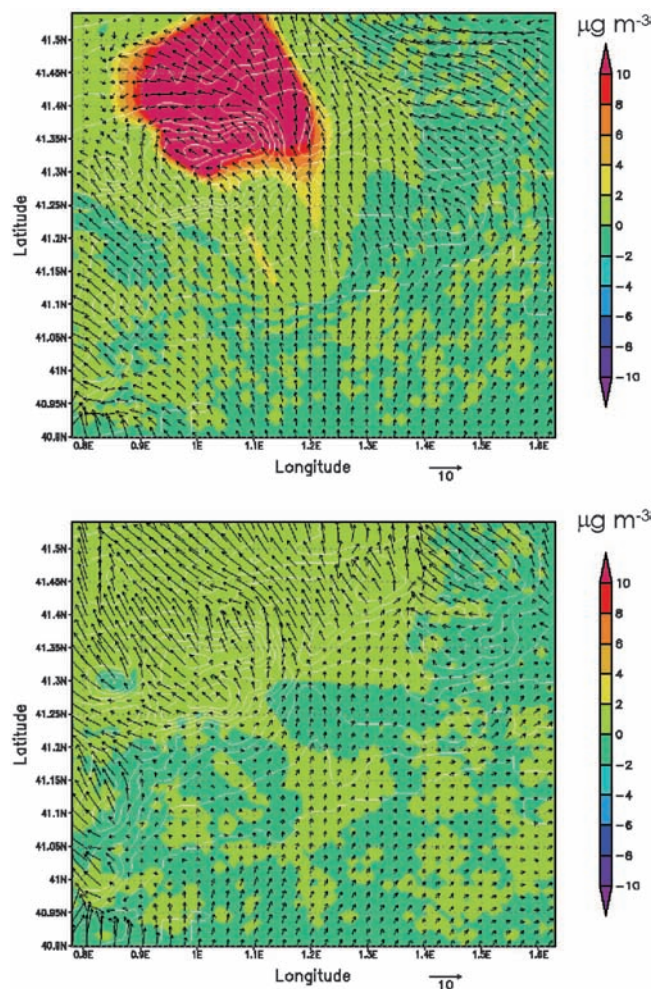 μg m-3
41.5N
41.45N
41.4N
41.35N
41.3N
41.25N
41.2N
41.15N
41.1N
41.05N
41N
40.95N
40.9N
Latitude
0.8E 0.9E 1E 1.1E 1.2E 1.3E 1.4E 1.5E 1.6E
Longitude
10
10
8
6
4
2
0
-2
-4
-6
-8
-10
μg m-3
41.5N
41.45N
41.4N
41.35N
41.3N
41.25N
41.2N
41.15N
41.1N
41.05N
41N
40.95N
40.9N
Latitude
0.8E 0.9E 1E 1.1E 1.2E 1.3E 1.4E 1.5E 1.6E
Longitude
10
10
8
6
4
2
0
-2
-4
-6
-8
-10